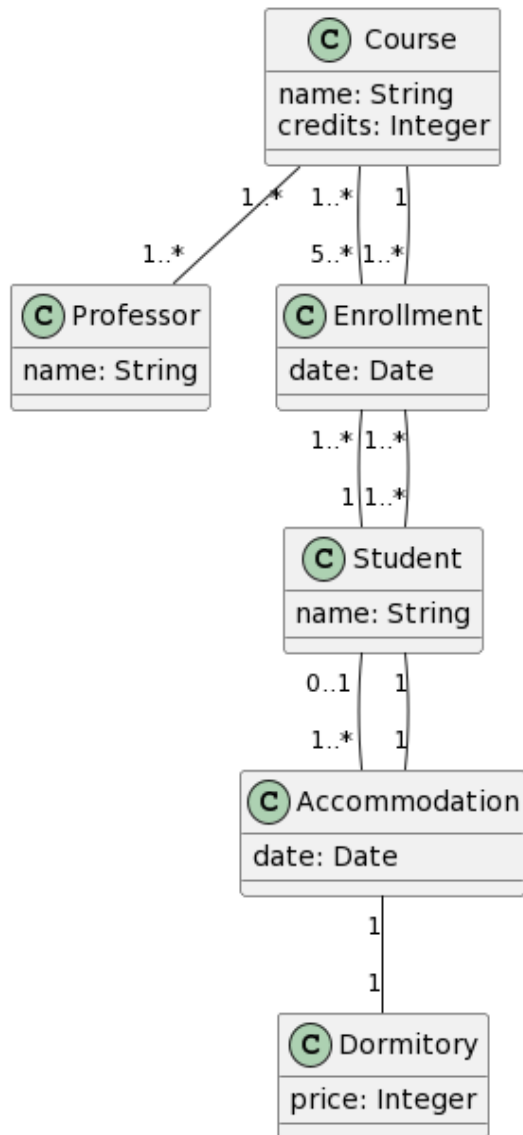 C Course
name: String
credits: Integer
1..* 1..* 1
1..* 5..* 1..*
C Professor
name: String
C Enrollment
date: Date
1..* 1..*
1 1..*
C Student
name: String
0..1 1
1..* 1
C Accommodation
date: Date
1
1
C Dormitory
price: Integer